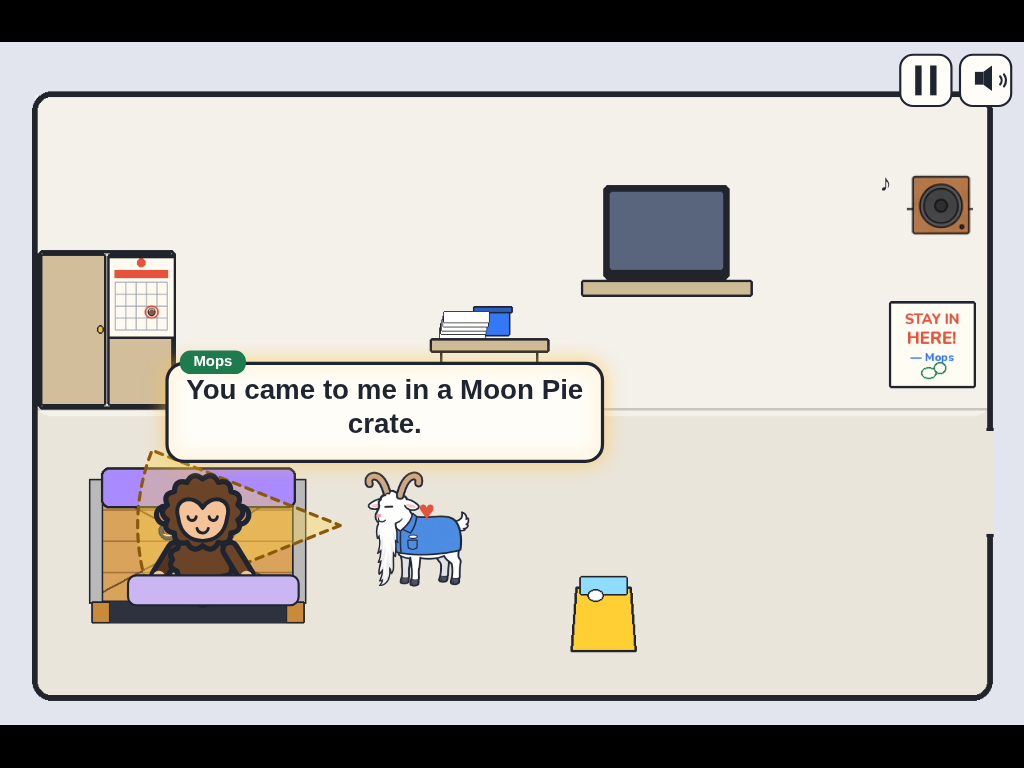 STAY IN
HERE!
— Mops
Mops
You came to me in a Moon Pie
crate.